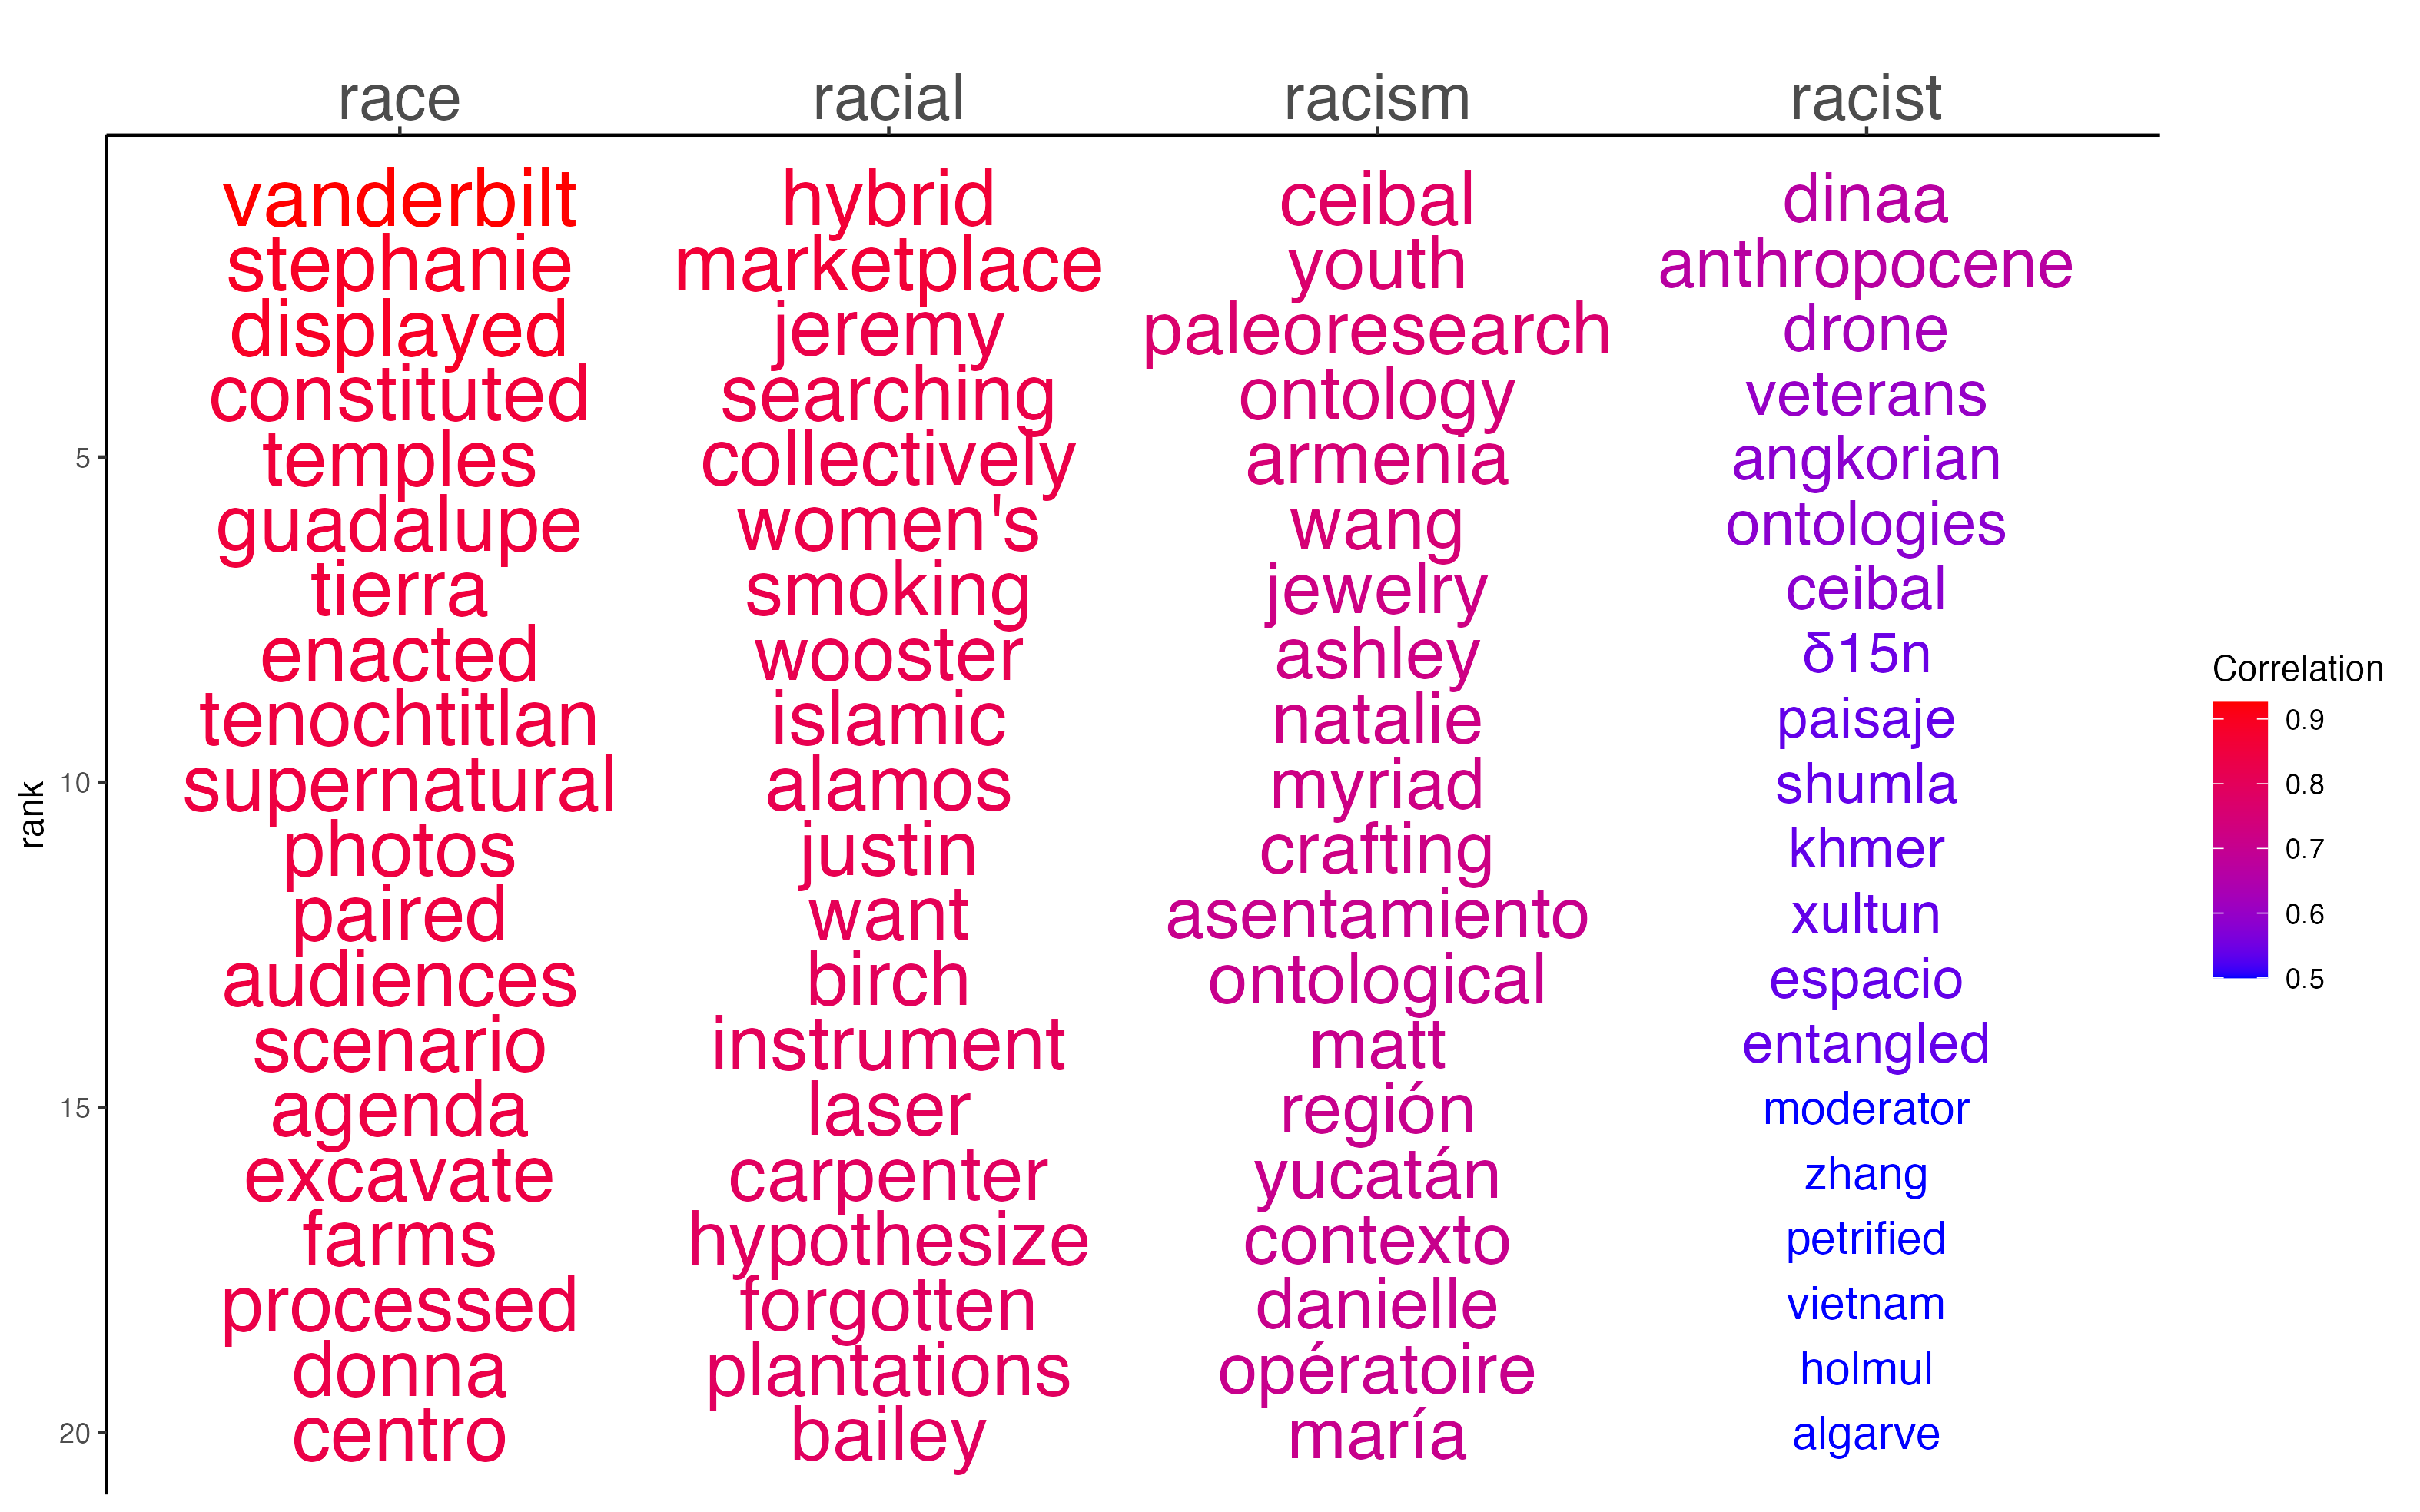 race racial racism racist
vanderbilt hybrid ceibal dinaa
stephanie marketplace youth anthropocene
displayed jeremy paleoresearch drone
constituted searching ontology veterans
5 temples collectively armenia angkorian
guadalupe women's wang ontologies
tierra smoking jewelry ceibal
enacted wooster ashley δ15n
tenochtitlan islamic natalie paisaje
10 supernatural alamos myriad shumla
photos justin crafting khmer
paired want asentamiento xultun
audiences birch ontological espacio
scenario instrument matt entangled
15 agenda laser región moderator
excavate carpenter yucatán zhang
farms hypothesize contexto petrified
processed forgotten danielle vietnam
donna plantations opératoire holmul
20 centro bailey maría algarve
rank
Correlation
0.9
0.8
0.7
0.6
0.5